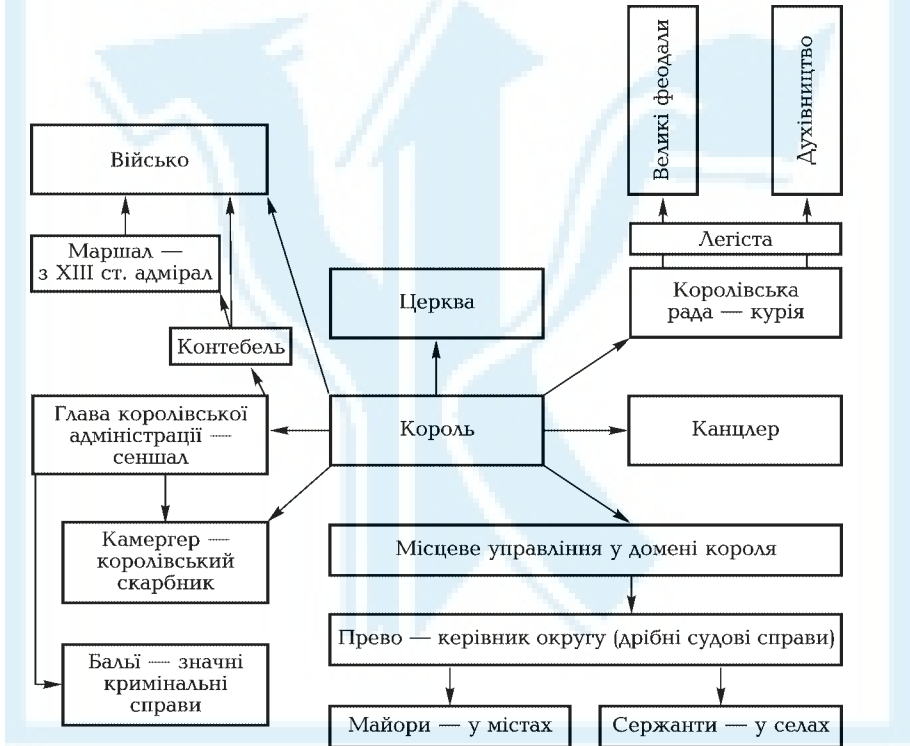 Великі феодали
Духівництво
Військо
Маршал —
з XIII ст. адмірал
Легіста
Церква
Королівська
рада — курія
Контебель
Глава королівської
адміністрації —
сеншал
Король
Канцлер
Камергер —
королівський
скарбник
Місцеве управління у домені короля
Прево — керівник округу (дрібні судові справи)
Бальї — значні
кримінальні
справи
Майори — у містах
Сержанти — у селах